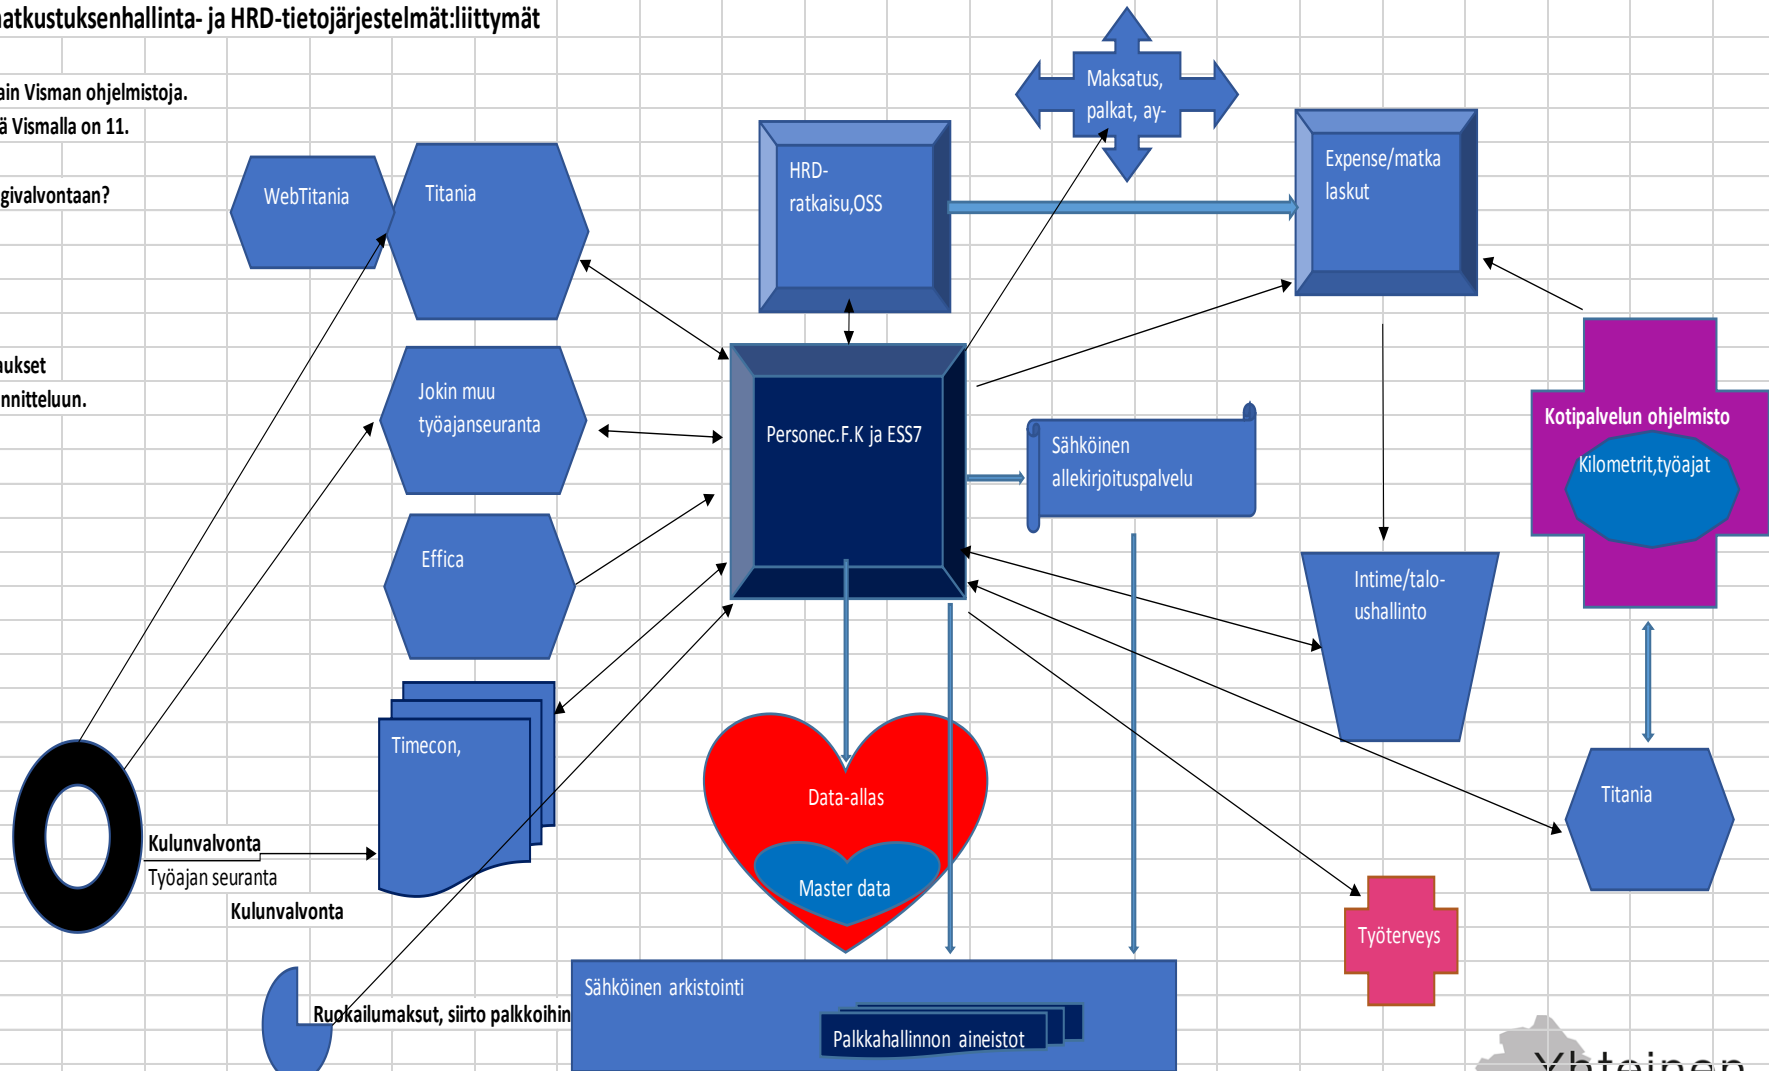 matkustuksenhallinta- ja HRD-tietojärjestelmät:liittymät
ain Visman ohjelmistoja.
ä Vismalla on 11.
givalvontaan?
aukset
nnitteluun.
WebTitania
Titania
HRD-
ratkaisu,OSS
Maksatus,
palkat, ay-
Expense/matka
laskut
Jokin muu
työajanseuranta
Personec.F.K ja ESS7
Sähköinen
allekirjoituspalvelu
Kotipalvelun ohjelmisto
Kilometrit,työajat
Effica
Intime/talo-
ushallinto
Timecon,
Data-allas
Master data
Titania
Kulunvalvonta
Työajan seuranta
Kulunvalvonta
Työterveys
Ruokailumaksut, siirto palkkoihin
Sähköinen arkistointi
Palkkahallinnon aineistot
Yhteinen